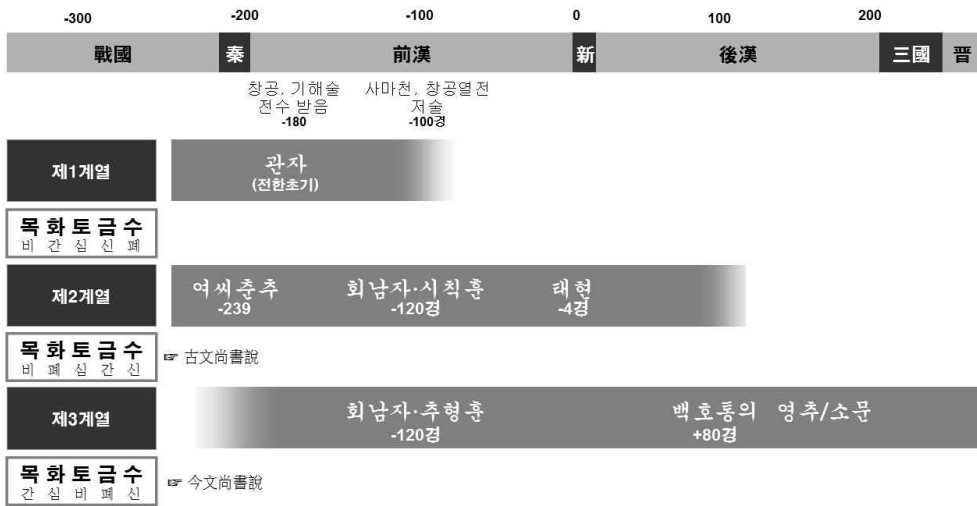 -300 -200 -100 0 100 200
戰國 秦 前漢 新 後漢 三國 晋
창공, 기해술 사마천, 창공열전
전수 받음 저술
-180 -100경
제1계열 관자
(전한초기)
목 화 토 금 수
비 간 심 신 폐
제2계열 여씨춘추 회남자·시칙훈 태현
-239 -120경 -4경
목 화 토 금 수
비 폐 심 간 신
☞ 古文尚書說
제3계열 회남자·추형훈 백호통의 영추/소문
-120경 +80경
목 화 토 금 수
간 심 비 폐 신
☞ 今文尚書說